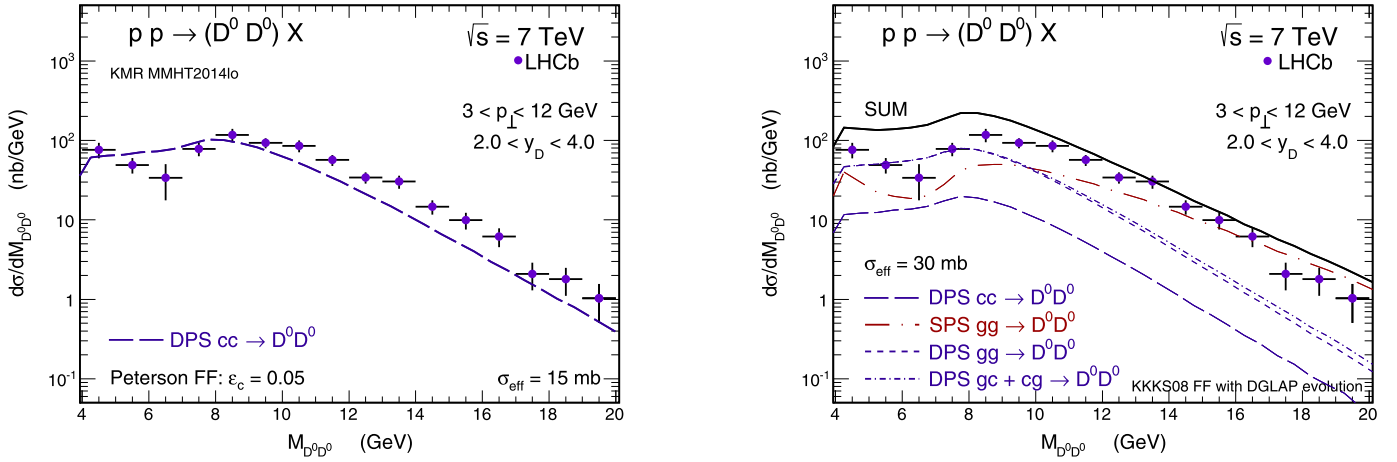 p p → (D⁰ D⁰) X
√s = 7 TeV
LHCb
KMR MMHT2014lo
3 < p⊥ < 12 GeV
2.0 < y_D < 4.0
dσ/dM_D⁰D⁰ (nb/GeV)
10³
10²
10
1
10⁻¹
DPS cc → D⁰D⁰
Peterson FF: ε_c = 0.05
σ_eff = 15 mb
4 6 8 10 12 14 16 18 20
M_D⁰D⁰ (GeV)
p p → (D⁰ D⁰) X
√s = 7 TeV
LHCb
SUM
3 < p⊥ < 12 GeV
2.0 < y_D < 4.0
dσ/dM_D⁰D⁰ (nb/GeV)
10³
10²
10
1
10⁻¹
σ_eff = 30 mb
DPS cc → D⁰D⁰
SPS gg → D⁰D⁰
DPS gg → D⁰D⁰
DPS gc + cg → D⁰D⁰
KKKS08 FF with DGLAP evolution
4 6 8 10 12 14 16 18 20
M_D⁰D⁰ (GeV)